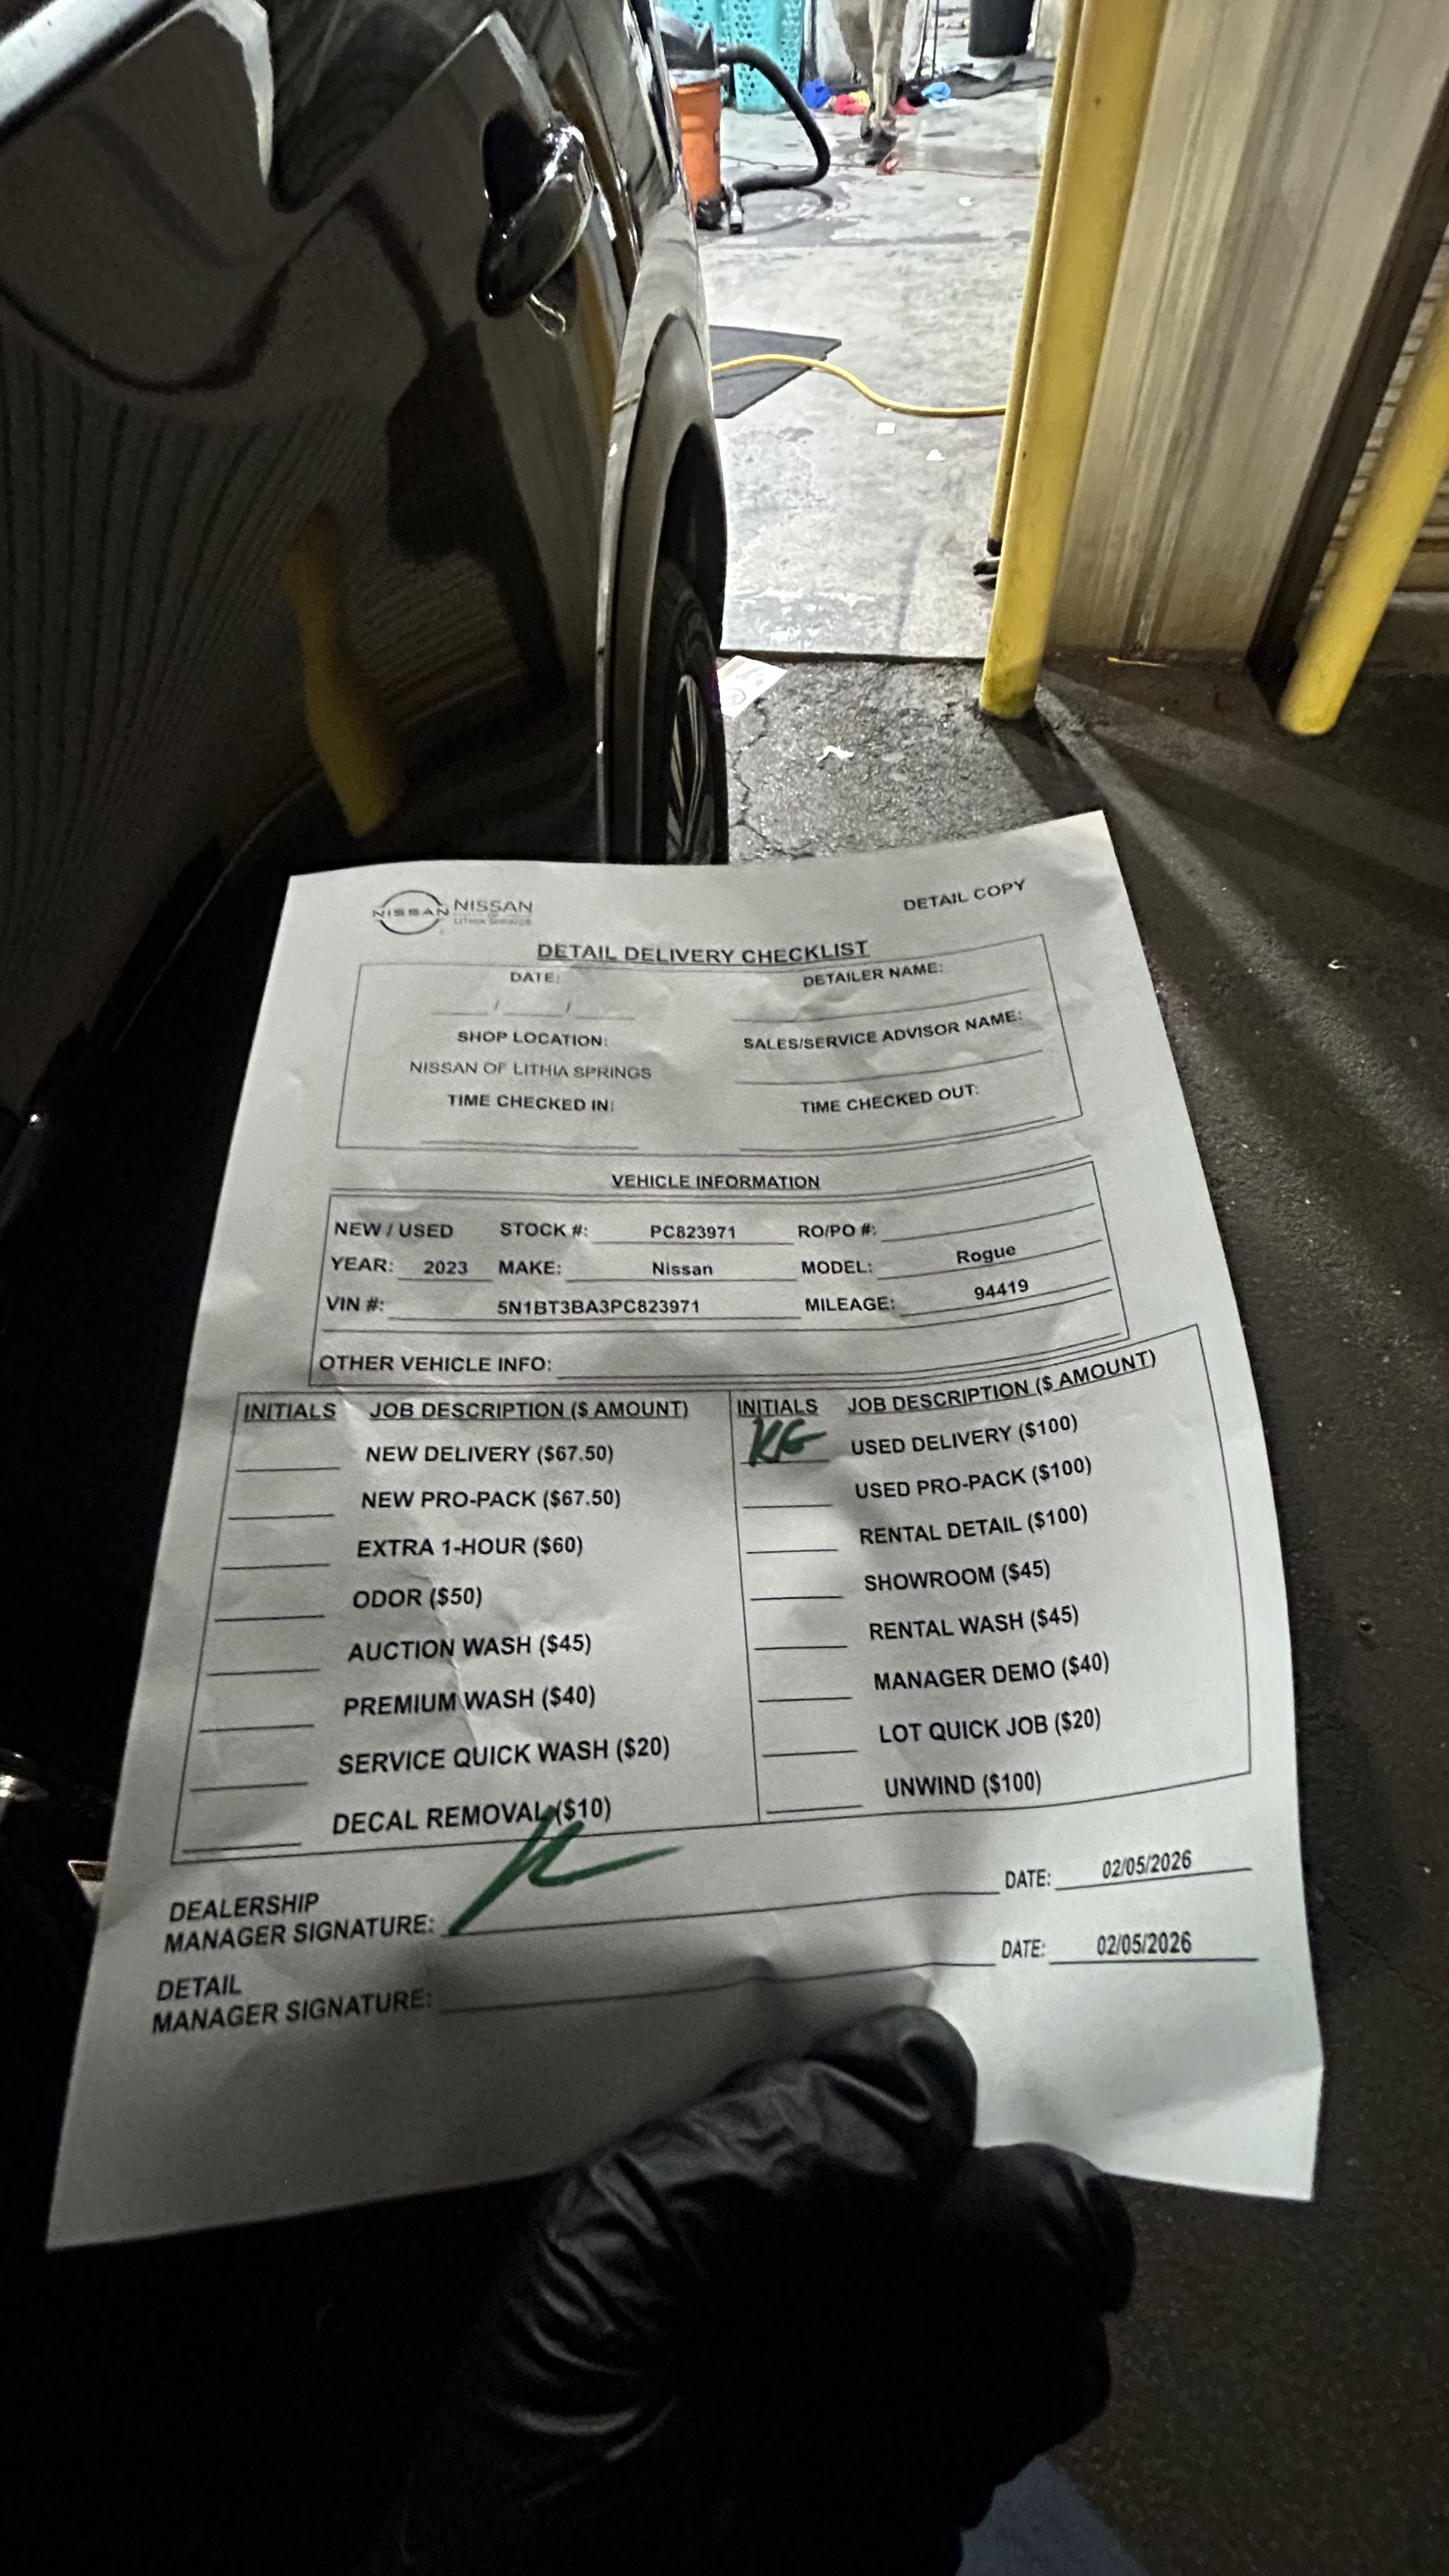 NISSAN NISSAN
OF
LITHIA SPRINGS
DETAIL COPY
DETAIL DELIVERY CHECKLIST
DATE: DETAILER NAME:
/ /
SHOP LOCATION: SALES/SERVICE ADVISOR NAME:
NISSAN OF LITHIA SPRINGS
TIME CHECKED IN: TIME CHECKED OUT:
VEHICLE INFORMATION
NEW / USED STOCK #: PC823971 RO/PO #:
YEAR: 2023 MAKE: Nissan MODEL: Rogue
VIN #: 5N1BT3BA3PC823971 MILEAGE: 94419
OTHER VEHICLE INFO:
INITIALS JOB DESCRIPTION ($ AMOUNT) INITIALS JOB DESCRIPTION ($ AMOUNT)
NEW DELIVERY ($67.50) KG USED DELIVERY ($100)
NEW PRO-PACK ($67.50) USED PRO-PACK ($100)
EXTRA 1-HOUR ($60) RENTAL DETAIL ($100)
ODOR ($50) SHOWROOM ($45)
AUCTION WASH ($45) RENTAL WASH ($45)
PREMIUM WASH ($40) MANAGER DEMO ($40)
SERVICE QUICK WASH ($20) LOT QUICK JOB ($20)
DECAL REMOVAL ($10) UNWIND ($100)
DEALERSHIP
MANAGER SIGNATURE: DATE: 02/05/2026
DETAIL
MANAGER SIGNATURE: DATE: 02/05/2026